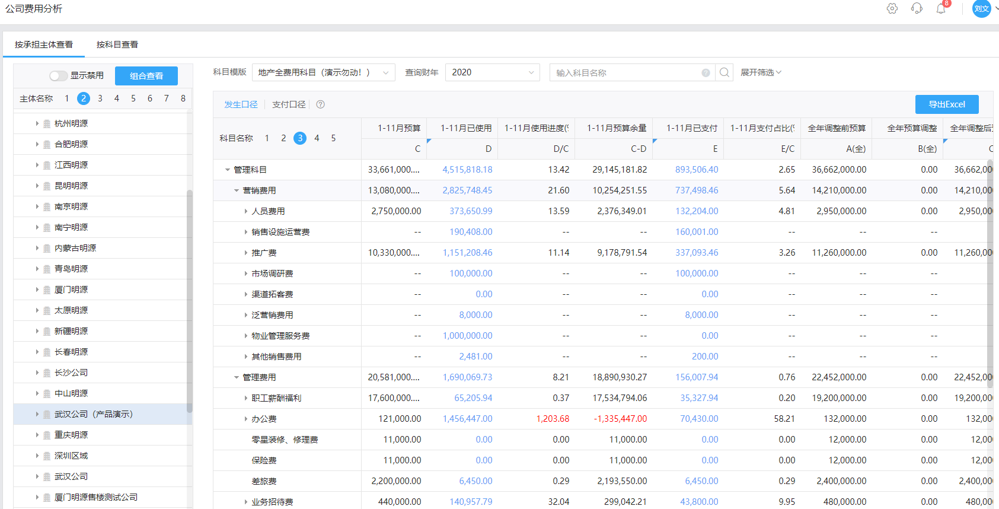 公司费用分析
8
刘文
按承担主体查看 按科目查看
显示禁用 组合查看
科目模版 地产全费用科目（演示勿动！） 查询财年 2020 输入科目名称 ? 展开筛选
主体名称 1 2 3 4 5 6 7 8
杭州明源
合肥明源
江西明源
昆明明源
南京明源
南宁明源
内蒙古明源
青岛明源
厦门明源
太原明源
新疆明源
长春明源
长沙公司
中山明源
武汉公司（产品演示）
重庆明源
深圳区域
武汉公司
厦门明源售楼测试公司
发生口径 支付口径 ? 导出Excel
科目名称 1 2 3 4 5
1-11月预算 1-11月已使用 1-11月使用进度(% 1-11月预算余量 1-11月已支付 1-11月支付占比(% 全年调整前预算 全年预算调整 全年调整后
C D D/C C-D E E/C A(全) B(全) C
管理科目 33,661,000.... 4,515,818.18 13.42 29,145,181.82 893,506.40 2.65 36,662,000.00 0.00 36,662,00
营销费用 13,080,000.... 2,825,748.45 21.60 10,254,251.55 737,498.46 5.64 14,210,000.00 0.00 14,210,00
人员费用 2,750,000.00 373,650.99 13.59 2,376,349.01 132,204.00 4.81 2,950,000.00 0.00 2,950,00
销售设施运营费 -- 190,408.00 -- -- 160,001.00 -- -- --
推广费 10,330,000.... 1,151,208.46 11.14 9,178,791.54 337,093.46 3.26 11,260,000.00 0.00 11,260,00
市场调研费 -- 100,000.00 -- -- 100,000.00 -- -- --
渠道拓客费 -- 0.00 -- -- 0.00 -- -- --
泛营销费用 -- 8,000.00 -- -- 8,000.00 -- -- --
物业管理服务费 -- 1,000,000.00 -- -- 0.00 -- -- --
其他销售费用 -- 2,481.00 -- -- 200.00 -- -- --
管理费用 20,581,000.... 1,690,069.73 8.21 18,890,930.27 156,007.94 0.76 22,452,000.00 0.00 22,452,00
职工薪酬福利 17,600,000.... 65,205.94 0.37 17,534,794.06 35,327.94 0.20 19,200,000.00 0.00 19,200,00
办公费 121,000.00 1,456,447.00 1,203.68 -1,335,447.00 70,430.00 58.21 132,000.00 0.00 132,00
零星装修、修理费 11,000.00 0.00 0.00 11,000.00 0.00 0.00 12,000.00 0.00 12,00
保险费 11,000.00 0.00 0.00 11,000.00 0.00 0.00 12,000.00 0.00 12,00
差旅费 2,200,000.00 6,450.00 0.29 2,193,550.00 6,450.00 0.29 2,400,000.00 0.00 2,400,00
业务招待费 440,000.00 140,957.79 32.04 299,042.21 43,800.00 9.95 480,000.00 0.00 480,00